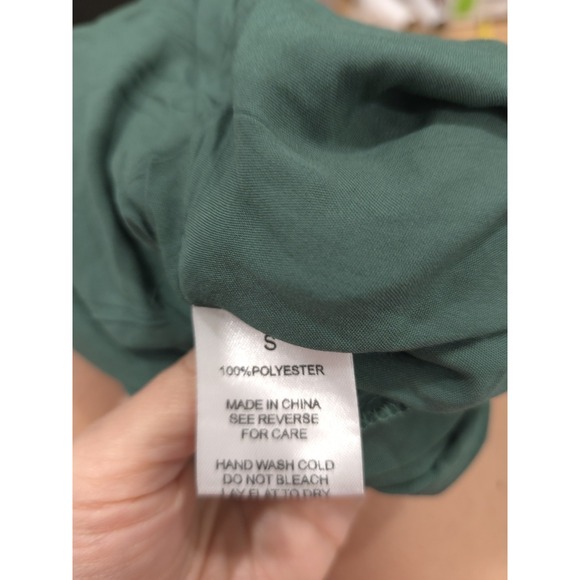 S
100%POLYESTER
MADE IN CHINA
SEE REVERSE
FOR CARE
HAND WASH COLD
DO NOT BLEACH
LAY FLAT TO DRY